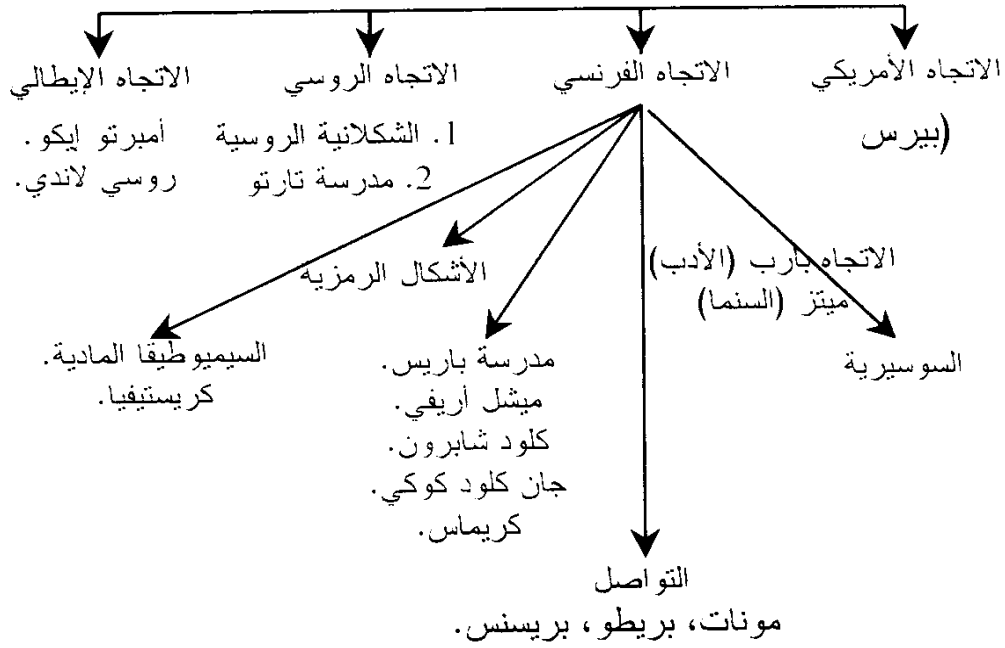 الاتجاه الأمريكي
(بيرس
الاتجاه الفرنسي
الاتجاه الروسي
1. الشكلانية الروسية
2. مدرسة تارتو
الاتجاه الإيطالي
أمبرتو إيكو.
روسي لاندي.
الاتجاه بارب (الأدب)
ميتز (السنما)
السوسيرية
الأشكال الرمزيه
مدرسة باريس.
ميشل أريفي.
كلود شابرون.
جان كلود كوكي.
كريماس.
السيميوطيقا المادية.
كريستيفيا.
التواصل
مونات، بريطو، بريسنس.